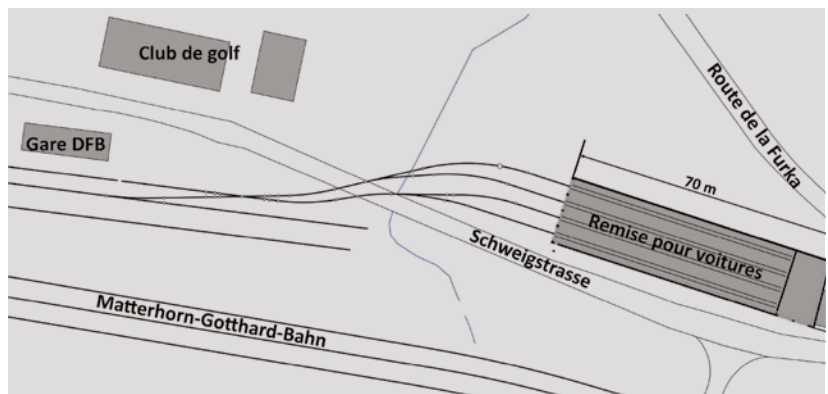 Club de golf
Gare DFB
Route de la Furka
70 m
Remise pour voitures
Schweigstrasse
Matterhorn-Gotthard-Bahn